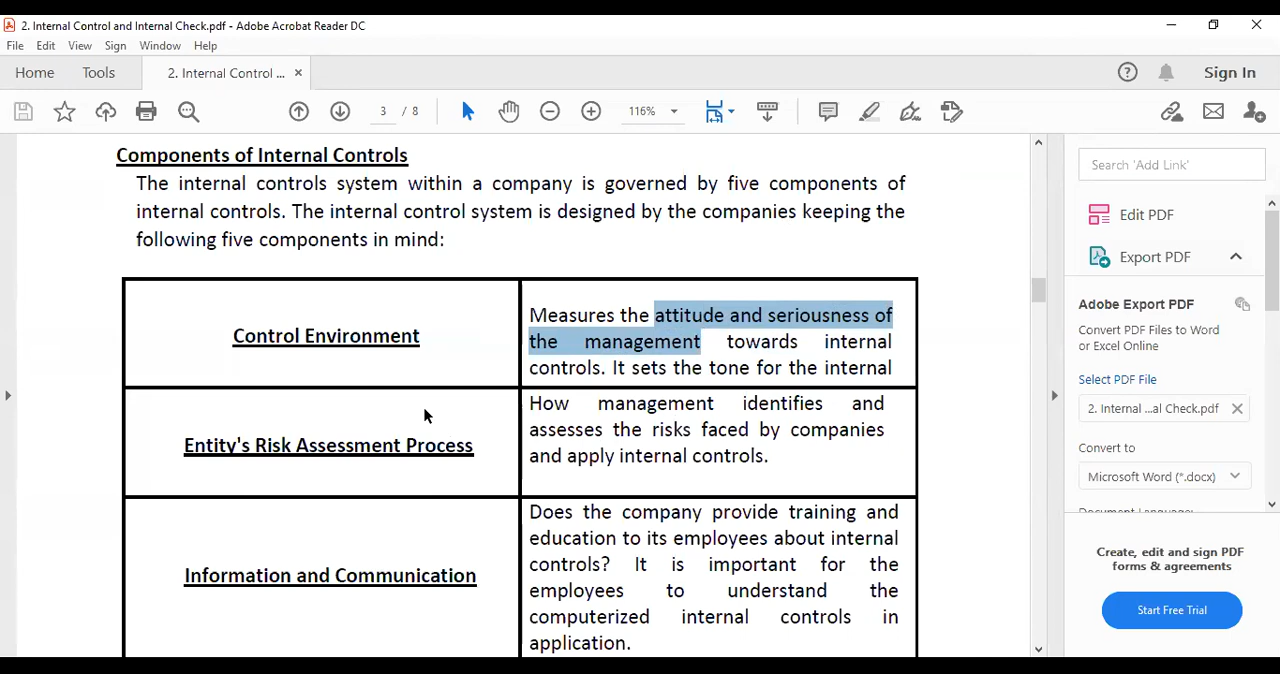 2. Internal Control and Internal Check.pdf - Adobe Acrobat Reader DC
File Edit View Sign Window Help
Home Tools 2. Internal Control ... × Sign In
3 / 8 116%
Components of Internal Controls
The internal controls system within a company is governed by five components of
internal controls. The internal control system is designed by the companies keeping the
following five components in mind:
Control Environment
Measures the attitude and seriousness of
the management towards internal
controls. It sets the tone for the internal
Entity's Risk Assessment Process
How management identifies and
assesses the risks faced by companies
and apply internal controls.
Information and Communication
Does the company provide training and
education to its employees about internal
controls? It is important for the
employees to understand the
computerized internal controls in
application.
Search 'Add Link'
Edit PDF
Export PDF
Adobe Export PDF
Convert PDF Files to Word
or Excel Online
Select PDF File
2. Internal ...al Check.pdf
Convert to
Microsoft Word (*.docx)
Document Language:
Create, edit and sign PDF
forms & agreements
Start Free Trial